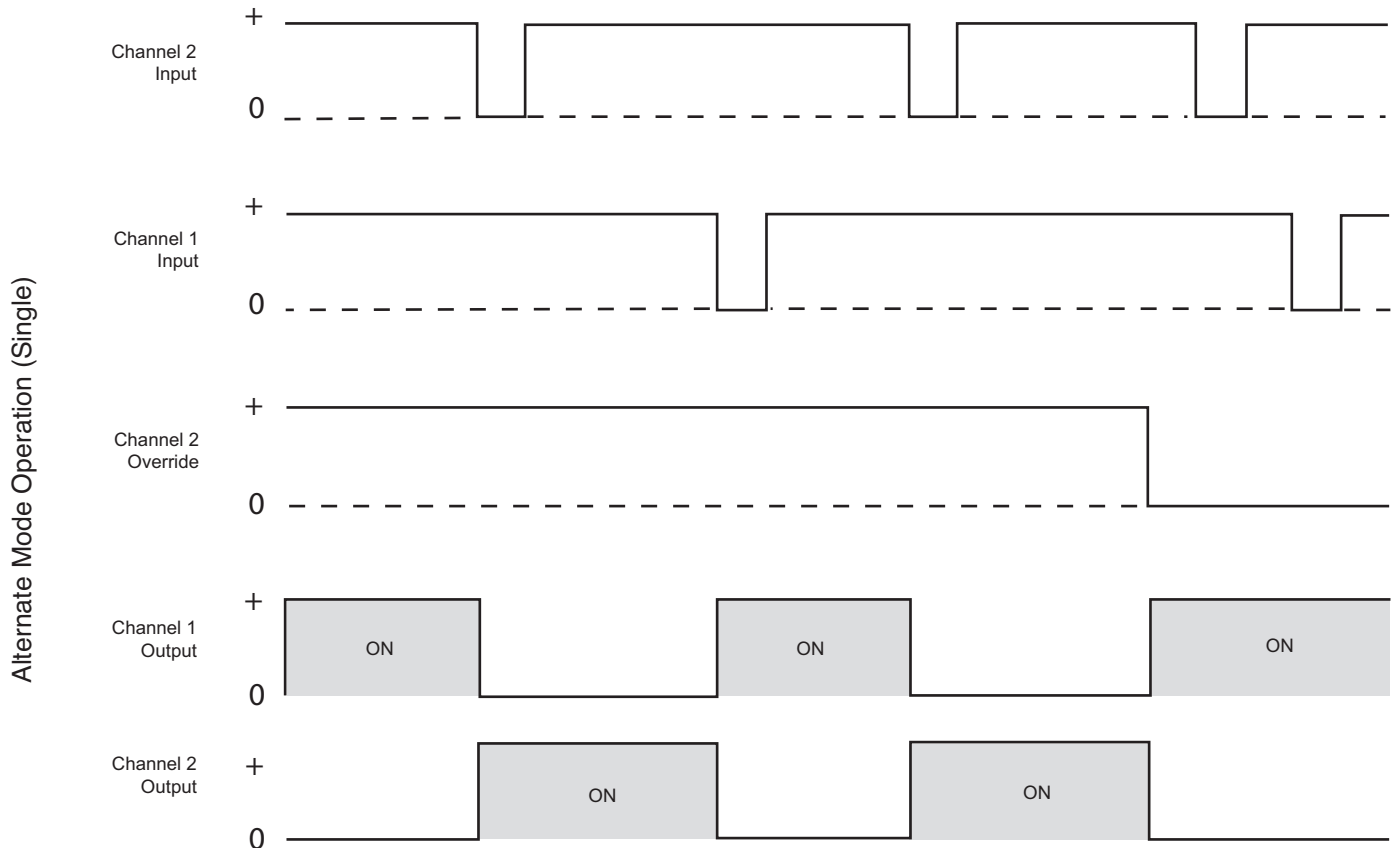 Alternate Mode Operation (Single)
+
Channel 2
Input
0
+
Channel 1
Input
0
+
Channel 2
Override
0
+
Channel 1
Output
ON
ON
ON
0
Channel 2
Output
+
ON
ON
0